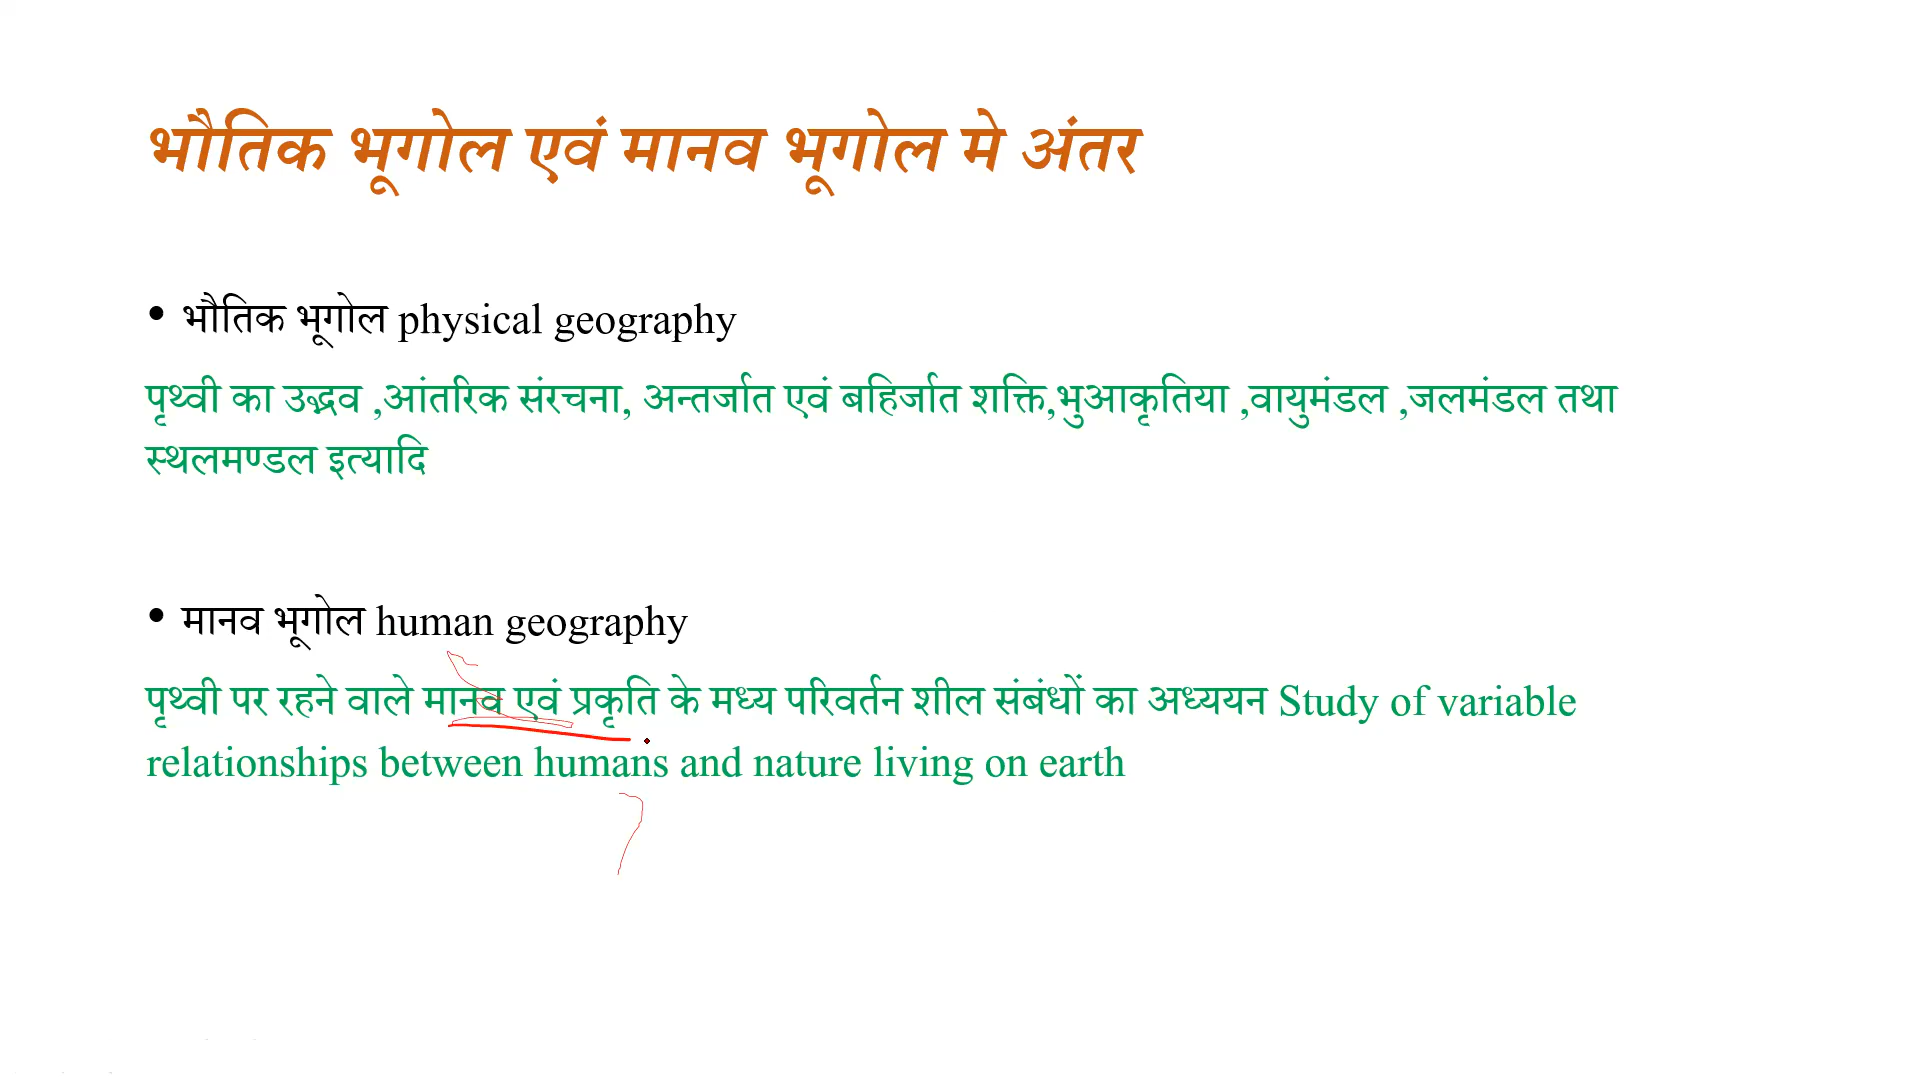 भौतिक भूगोल एवं मानव भूगोल मे अंतर
• भौतिक भूगोल physical geography
पृथ्वी का उद्भव ,आंतरिक संरचना, अन्तर्जात एवं बहिर्जात शक्ति,भुआकृतिया ,वायुमंडल ,जलमंडल तथा
स्थलमण्डल इत्यादि
• मानव भूगोल human geography
पृथ्वी पर रहने वाले मानव एवं प्रकृति के मध्य परिवर्तन शील संबंधों का अध्ययन Study of variable
relationships between humans and nature living on earth